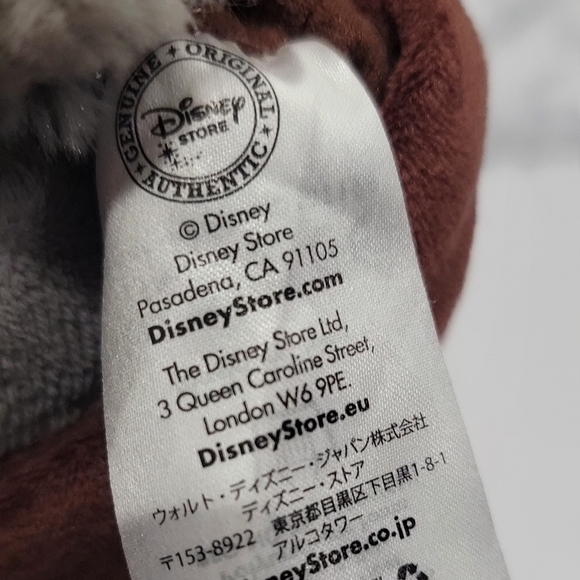 GENUINE ORIGINAL AUTHENTIC
Disney
STORE
© Disney
Disney Store
Pasadena, CA 91105
DisneyStore.com
The Disney Store Ltd,
3 Queen Caroline Street,
London W6 9PE.
DisneyStore.eu
ウォルト・ディズニー・ジャパン株式会社
ディズニー・ストア
〒153-8922 東京都目黒区下目黒1-8-1
アルコタワー
neyStore.co.jp